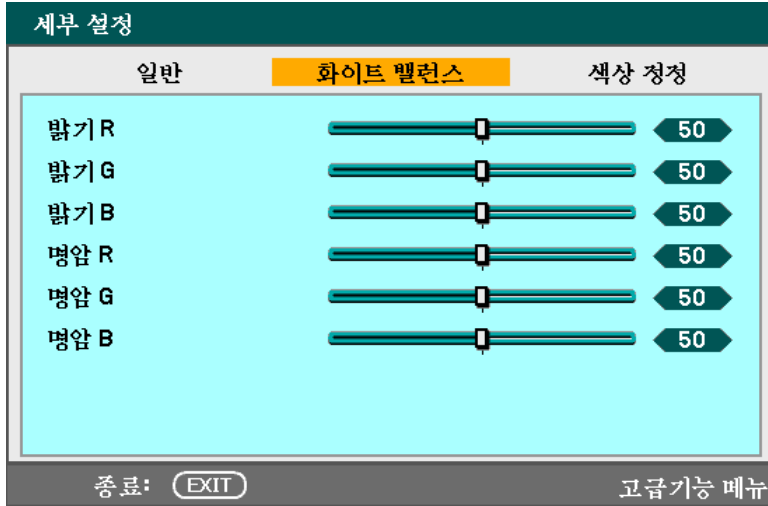 세부 설정
일반 화이트 밸런스 색상 정정
밝기 R 50
밝기 G 50
밝기 B 50
명암 R 50
명암 G 50
명암 B 50
종료: EXIT 고급기능 메뉴